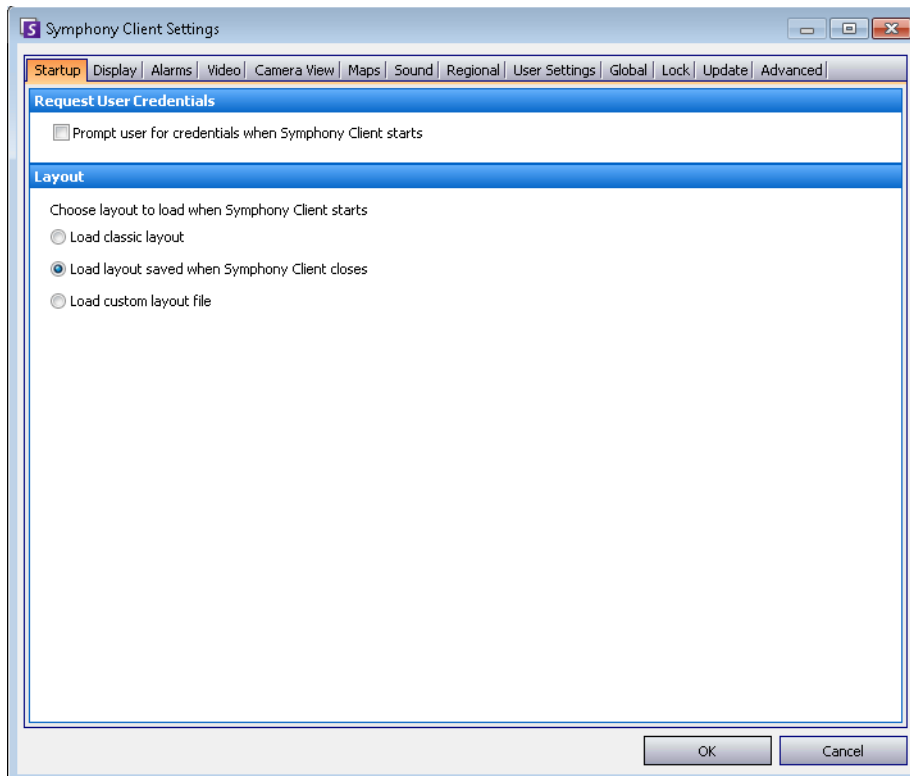 Symphony Client Settings
Startup Display Alarms Video Camera View Maps Sound Regional User Settings Global Lock Update Advanced
Request User Credentials
Prompt user for credentials when Symphony Client starts
Layout
Choose layout to load when Symphony Client starts
Load classic layout
Load layout saved when Symphony Client closes
Load custom layout file
OK Cancel